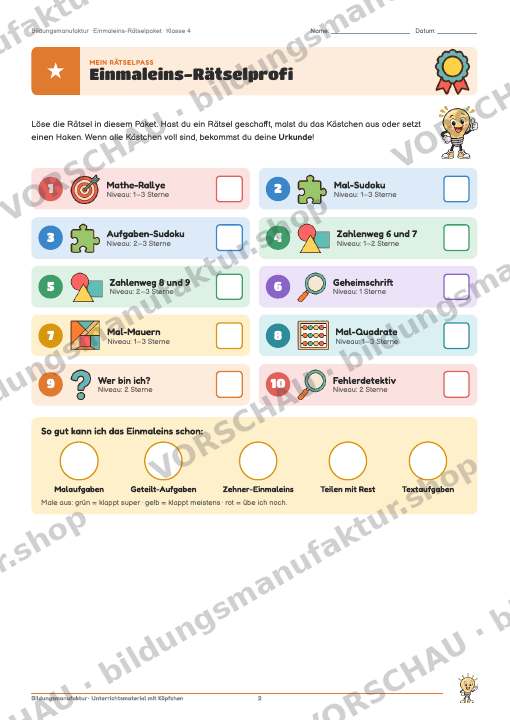 Bildungsmanufaktur · Einmaleins-Rätselpaket · Klasse 4 Name: Datum:
MEIN RÄTSELPASS
Einmaleins-Rätselprofi
Löse die Rätsel in diesem Paket. Hast du ein Rätsel geschafft, malst du das Kästchen aus oder setzt
einen Haken. Wenn alle Kästchen voll sind, bekommst du deine Urkunde!
1 Mathe-Rallye
Niveau: 1–3 Sterne
2 Mal-Sudoku
Niveau: 1–3 Sterne
3 Aufgaben-Sudoku
Niveau: 2–3 Sterne
4 Zahlenweg 6 und 7
Niveau: 1–2 Sterne
5 Zahlenweg 8 und 9
Niveau: 2–3 Sterne
6 Geheimschrift
Niveau: 1 Sterne
7 Mal-Mauern
Niveau: 1–3 Sterne
8 Mal-Quadrate
Niveau: 1–3 Sterne
9 Wer bin ich?
Niveau: 2 Sterne
10 Fehlerdetektiv
Niveau: 2 Sterne
So gut kann ich das Einmaleins schon:
Malaufgaben Geteilt-Aufgaben Zehner-Einmaleins Teilen mit Rest Textaufgaben
Male aus: grün = klappt super · gelb = klappt meistens · rot = übe ich noch.
Bildungsmanufaktur · Unterrichtsmaterial mit Köpfchen
VORSCHAU · bildungsmanufaktur.shop